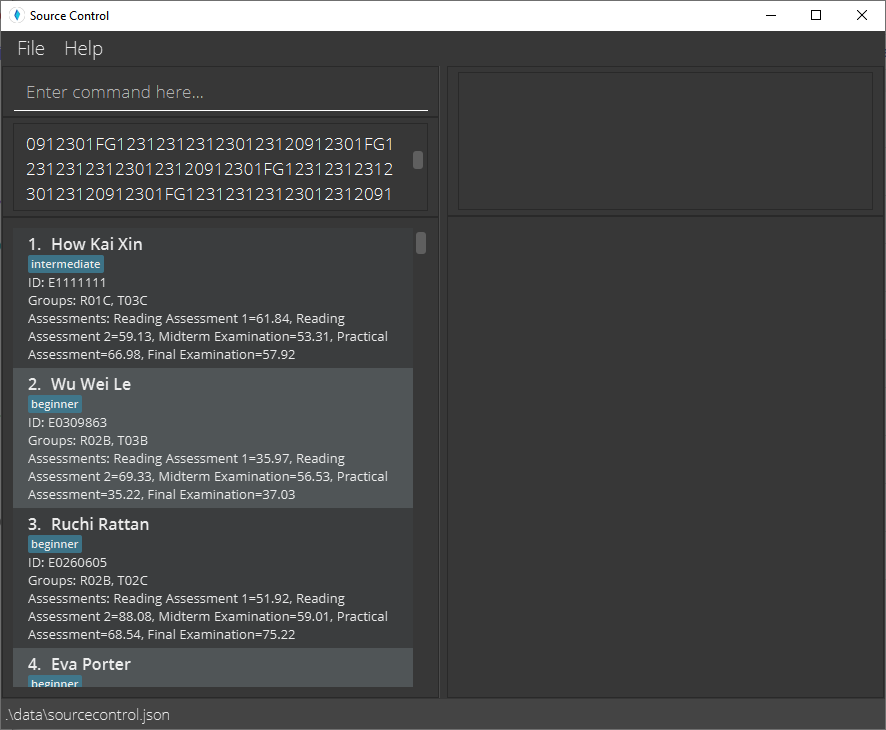 Source Control
File Help
Enter command here...
0912301FG1231231231230123120912301FG1
231231231230123120912301FG12312312312
30123120912301FG123123123123012312091
1. How Kai Xin
intermediate
ID: E1111111
Groups: R01C, T03C
Assessments: Reading Assessment 1=61.84, Reading
Assessment 2=59.13, Midterm Examination=53.31, Practical
Assessment=66.98, Final Examination=57.92
2. Wu Wei Le
beginner
ID: E0309863
Groups: R02B, T03B
Assessments: Reading Assessment 1=35.97, Reading
Assessment 2=69.33, Midterm Examination=56.53, Practical
Assessment=35.22, Final Examination=37.03
3. Ruchi Rattan
beginner
ID: E0260605
Groups: R02B, T02C
Assessments: Reading Assessment 1=51.92, Reading
Assessment 2=88.08, Midterm Examination=59.01, Practical
Assessment=68.54, Final Examination=75.22
4. Eva Porter
beginner
.\data\sourcecontrol.json